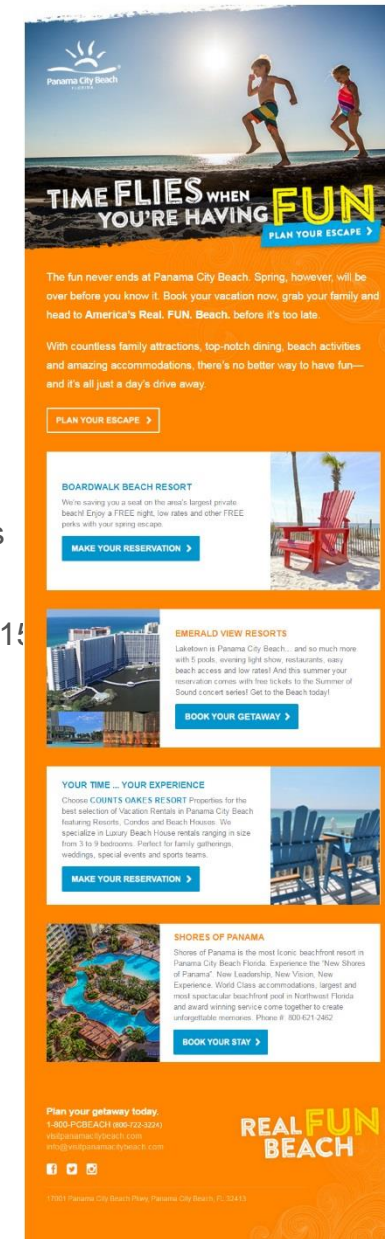 Panama City Beach
FLORIDA
TIME FLIES WHEN
YOU'RE HAVING FUN
PLAN YOUR ESCAPE >
The fun never ends at Panama City Beach. Spring, however, will be
over before you know it. Book your vacation now, grab your family and
head to America's Real. FUN. Beach. before it's too late.
With countless family attractions, top-notch dining, beach activities
and amazing accommodations, there's no better way to have fun—
and it's all just a day's drive away.
PLAN YOUR ESCAPE >
BOARDWALK BEACH RESORT
We're saving you a seat on the area's largest private
beach! Enjoy a FREE night, low rates and other FREE
perks with your spring escape.
MAKE YOUR RESERVATION >
s
15
EMERALD VIEW RESORTS
Laketown is Panama City Beach... and so much more
with 5 pools, evening light show, restaurants, easy
beach access and low rates! And this summer your
reservation comes with free tickets to the Summer of
Sound concert series! Get to the Beach today!
BOOK YOUR GETAWAY >
YOUR TIME ... YOUR EXPERIENCE
Choose COUNTS OAKES RESORT Properties for the
best selection of Vacation Rentals in Panama City Beach
featuring Resorts, Condos and Beach Houses. We
specialize in Luxury Beach House rentals ranging in size
from 3 to 9 bedrooms. Perfect for family gatherings,
weddings, special events and sports teams.
MAKE YOUR RESERVATION >
SHORES OF PANAMA
Shores of Panama is the most Iconic beachfront resort in
Panama City Beach Florida. Experience the "New Shores
of Panama". New Leadership, New Vision, New
Experience. World Class accommodations, largest and
most spectacular beachfront pool in Northwest Florida
and award winning service come together to create
unforgettable memories. Phone #: 800-621-2462
BOOK YOUR STAY >
Plan your getaway today.
1-800-PCBEACH (800-722-3224)
visitpanamacitybeach.com
info@visitpanamacitybeach.com
REAL FUN
BEACH
17001 Panama City Beach Pkwy, Panama City Beach, FL 32413